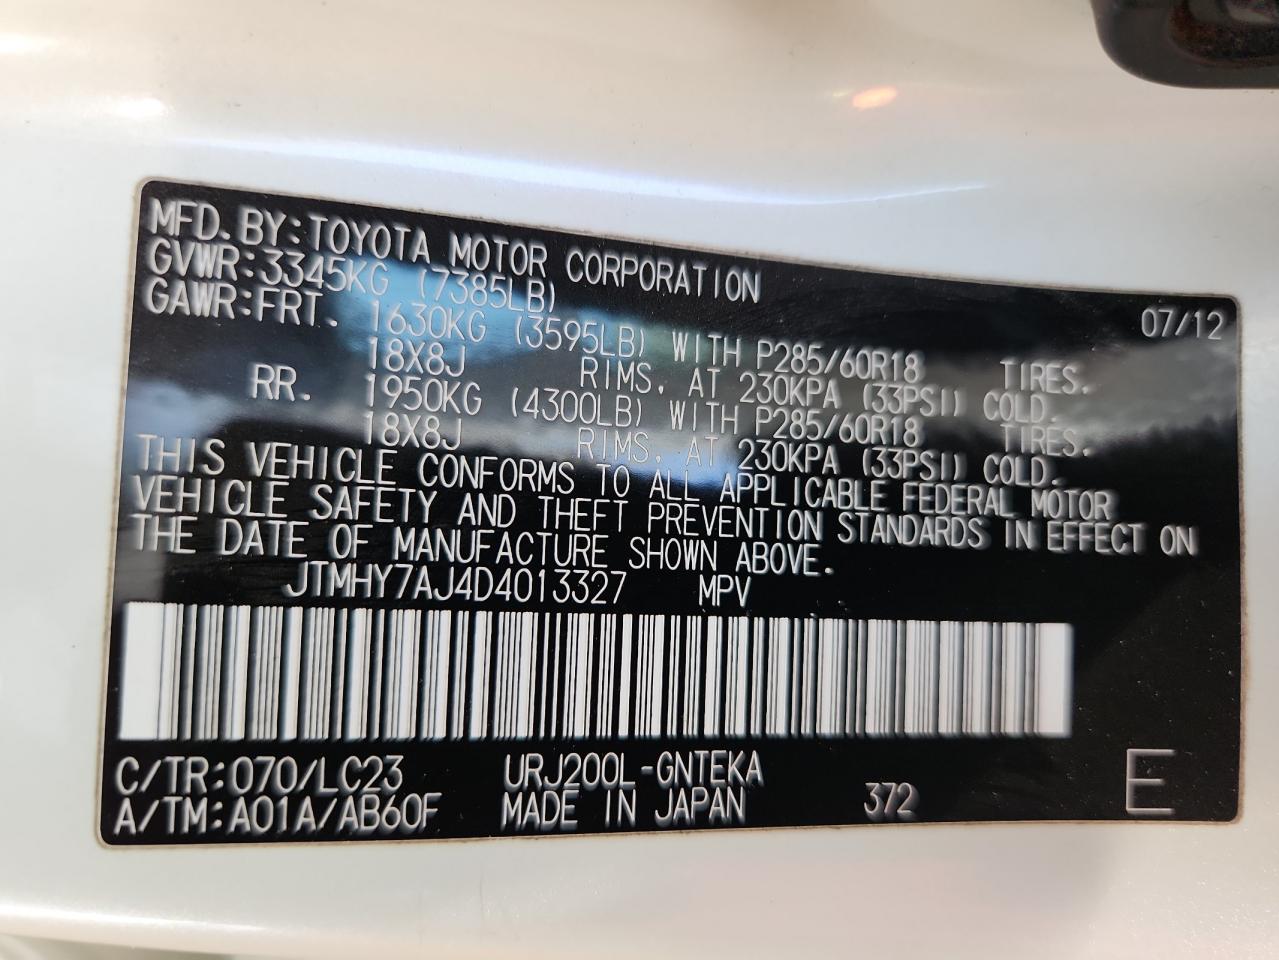 MFD.BY:TOYOTA MOTOR CORPORATION 07/12
GVWR:3345KG (7385LB)
GAWR:FRT. 1630KG (3595LB) WITH P285/60R18 TIRES.
18X8J RIMS, AT 230KPA (33PSI) COLD.
RR. 1950KG (4300LB) WITH P285/60R18 TIRES.
18X8J RIMS, AT 230KPA (33PSI) COLD.
THIS VEHICLE CONFORMS TO ALL APPLICABLE FEDERAL MOTOR
VEHICLE SAFETY AND THEFT PREVENTION STANDARDS IN EFFECT ON
THE DATE OF MANUFACTURE SHOWN ABOVE.
JTMHY7AJ4D4013327 MPV
C/TR:070/LC23 URJ200L-GNTEKA
A/TM:A01A/AB60F MADE IN JAPAN 372 E